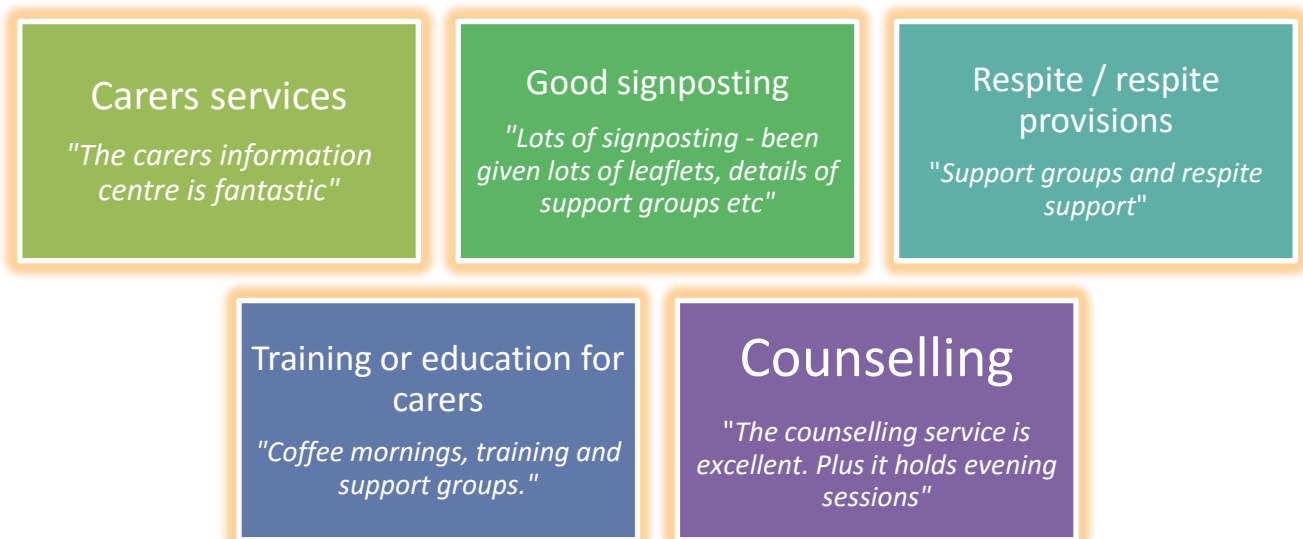 Carers services
"The carers information
centre is fantastic"
Good signposting
"Lots of signposting - been
given lots of leaflets, details of
support groups etc"
Respite / respite
provisions
"Support groups and respite
support"
Training or education for
carers
"Coffee mornings, training and
support groups."
Counselling
"The counselling service is
excellent. Plus it holds evening
sessions"